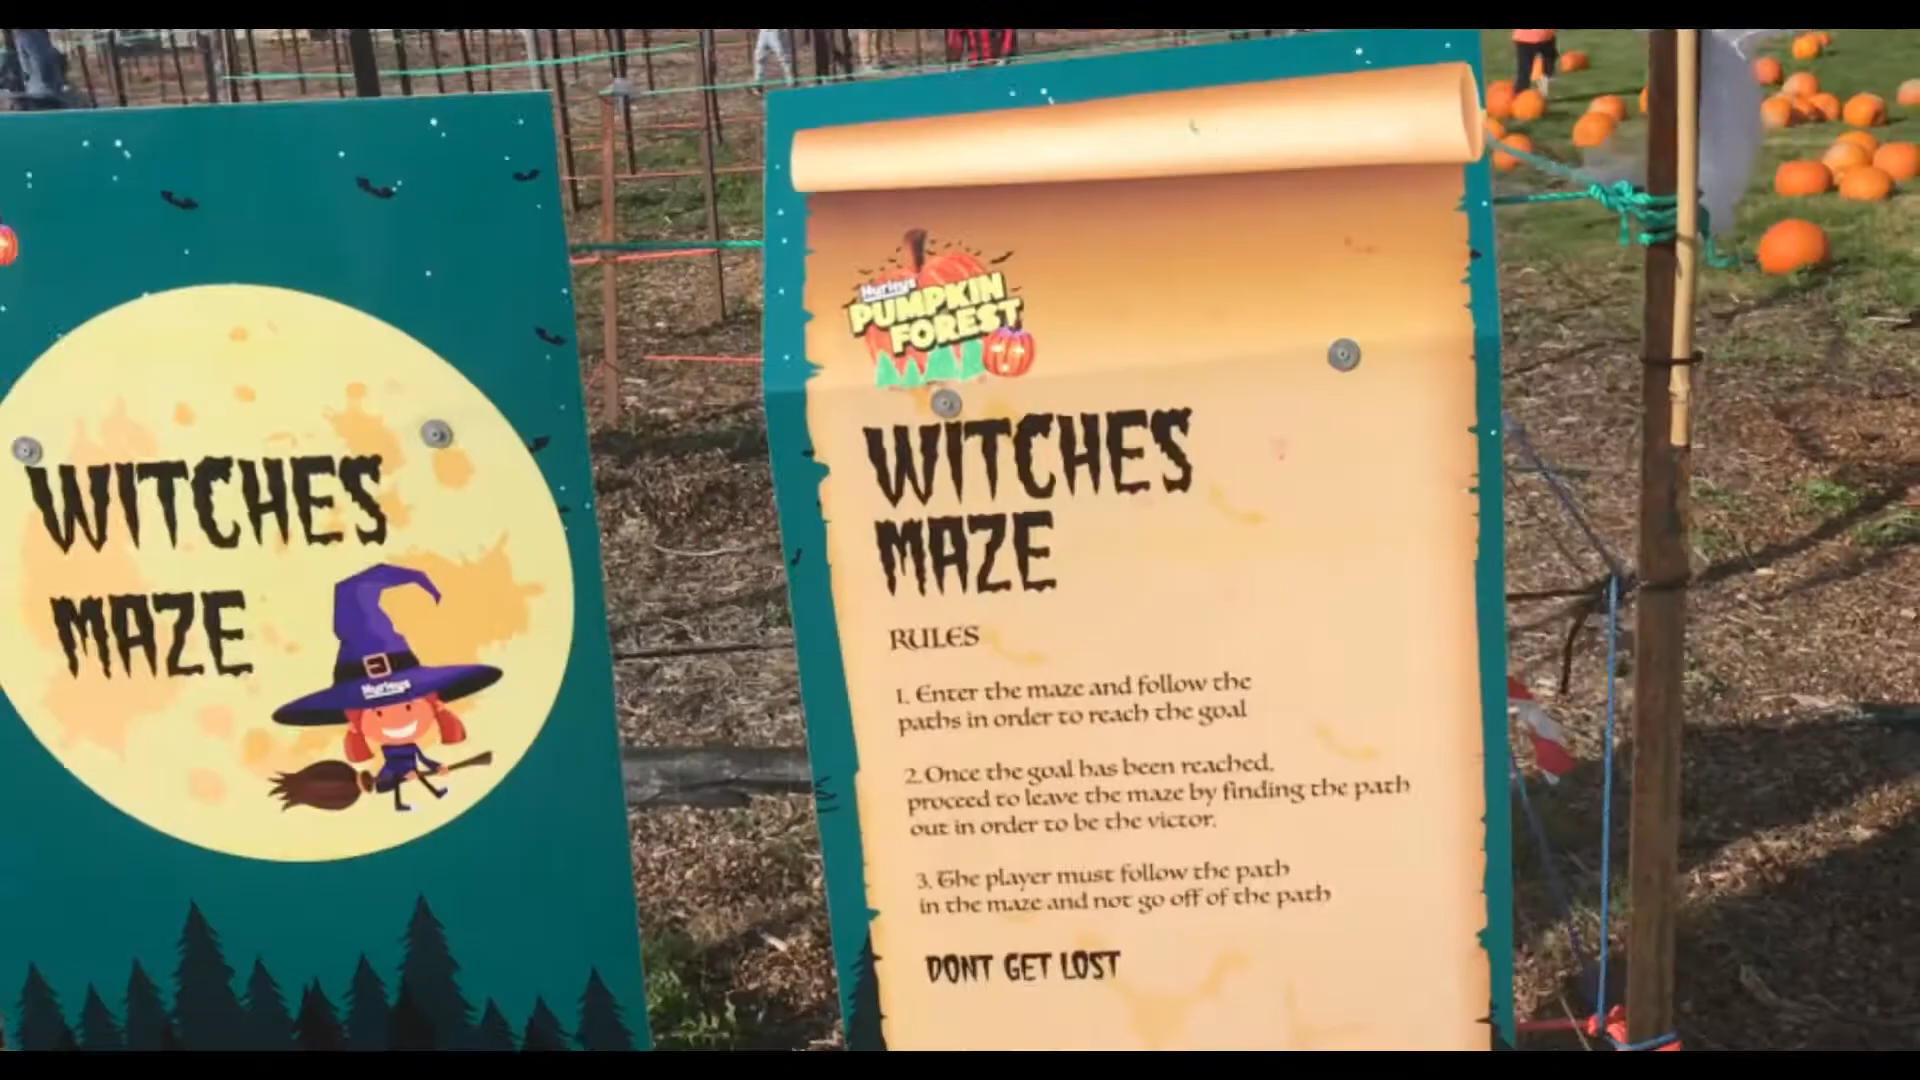 WITCHES
MAZE
Hurleys
Hurleys
PUMPKIN
FOREST
WITCHES
MAZE
RULES
1. Enter the maze and follow the
paths in order to reach the goal
2. Once the goal has been reached,
proceed to leave the maze by finding the path
out in order to be the victor.
3. The player must follow the path
in the maze and not go off of the path
DONT GET LOST